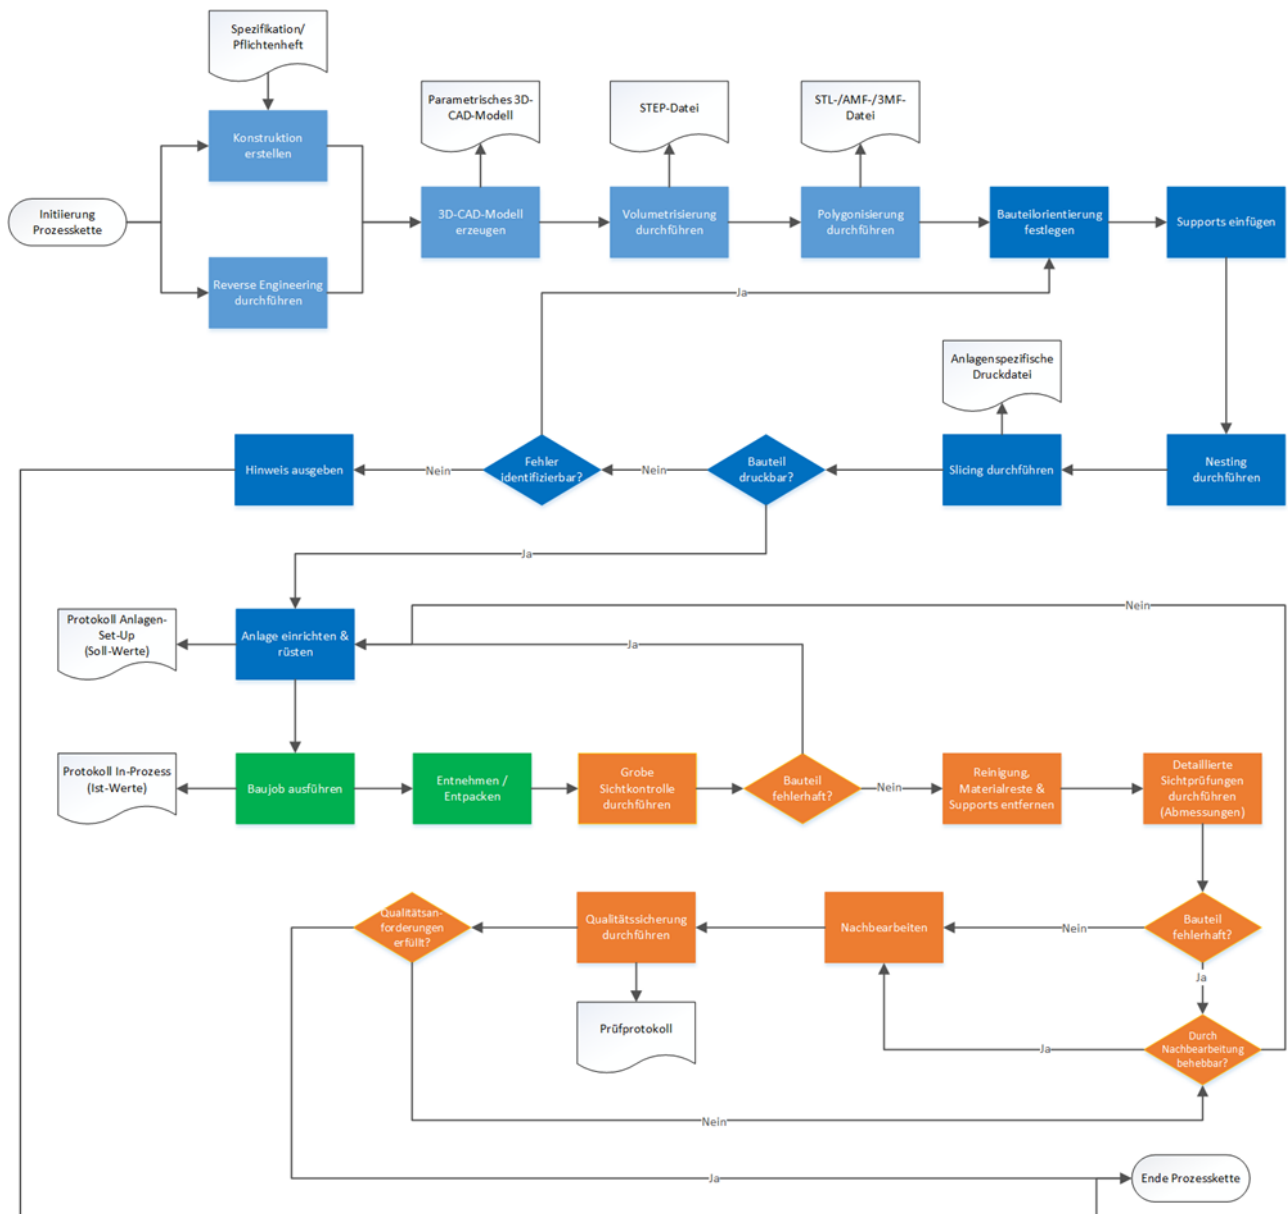 Spezifikation/
Pflichtenheft
Parametrisches 3D-
CAD-Modell
STEP-Datei
STL-/AMF-/3MF-
Datei
Konstruktion
erstellen
Initiierung
Prozesskette
3D-CAD-Modell
erzeugen
Volumetrisierung
durchführen
Polygonisierung
durchführen
Bauteilorientierung
festlegen
Supports einfügen
Reverse Engineering
durchführen
Ja
Anlagenspezifische
Druckdatei
Hinweis ausgeben
Nein
Fehler
identifizierbar?
Nein
Bauteil
druckbar?
Slicing durchführen
Nesting
durchführen
Ja
Nein
Protokoll Anlagen-
Set-Up
(Soll-Werte)
Anlage einrichten &
rüsten
Ja
Protokoll In-Prozess
(Ist-Werte)
Baujob ausführen
Entnehmen /
Entpacken
Grobe
Sichtkontrolle
durchführen
Bauteil
fehlerhaft?
Nein
Reinigung,
Materialreste &
Supports entfernen
Detaillierte
Sichtprüfungen
durchführen
(Abmessungen)
Qualitätsan-
forderungen
erfüllt?
Qualitätssicherung
durchführen
Nachbearbeiten
Nein
Bauteil
fehlerhaft?
Ja
Prüfprotokoll
Ja
Durch
Nachbearbeitung
behebbar?
Nein
Ja
Ende Prozesskette